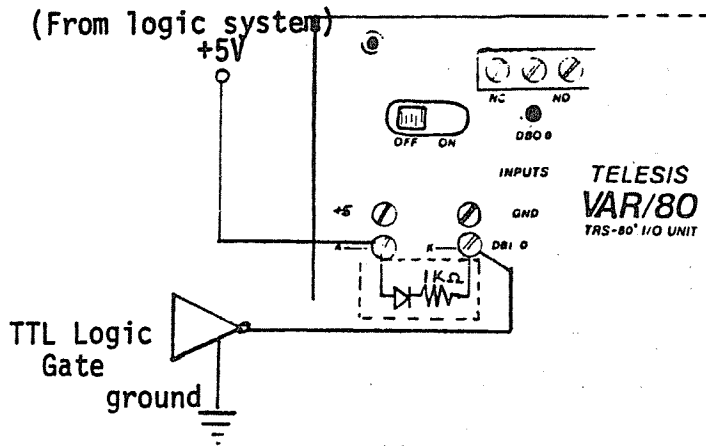 (From logic system)
+5V
NC NO
OFF ON
DBO 0
INPUTS
TELESIS
VAR/80
TRS-80° I/O UNIT
+5
GND
A
K
DBI 0
1KΩ
TTL Logic
Gate
ground